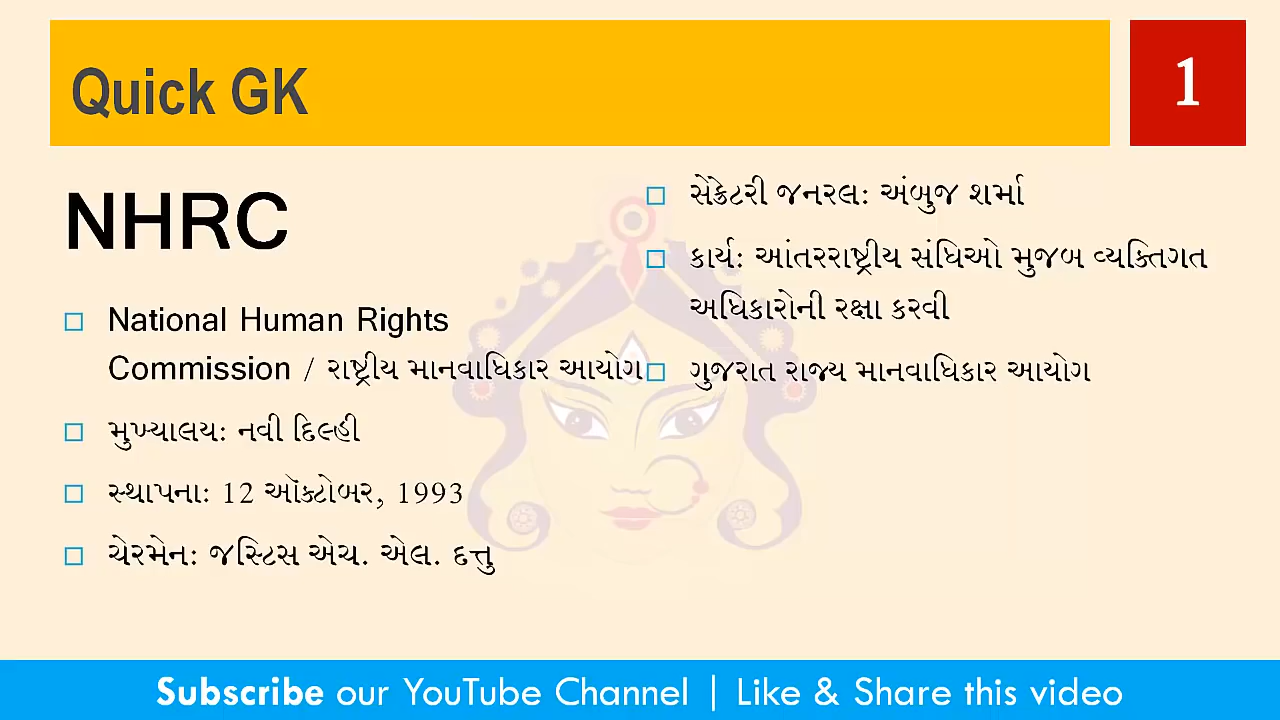 Quick GK
1
NHRC
National Human Rights
Commission / રાષ્ટ્રીય માનવાધિકાર આયોગ
મુખ્યાલય: નવી દિલ્હી
સ્થાપના: 12 ઑક્ટોબર, 1993
ચેરમેન: જસ્ટિસ એચ. એલ. દત્તુ
સેક્રેટરી જનરલ: અંબુજ શર્મા
કાર્ય: આંતરરાષ્ટ્રીય સંધિઓ મુજબ વ્યક્તિગત
અધિકારોની રક્ષા કરવી
ગુજરાત રાજ્ય માનવાધિકાર આયોગ
Subscribe our YouTube Channel | Like & Share this video